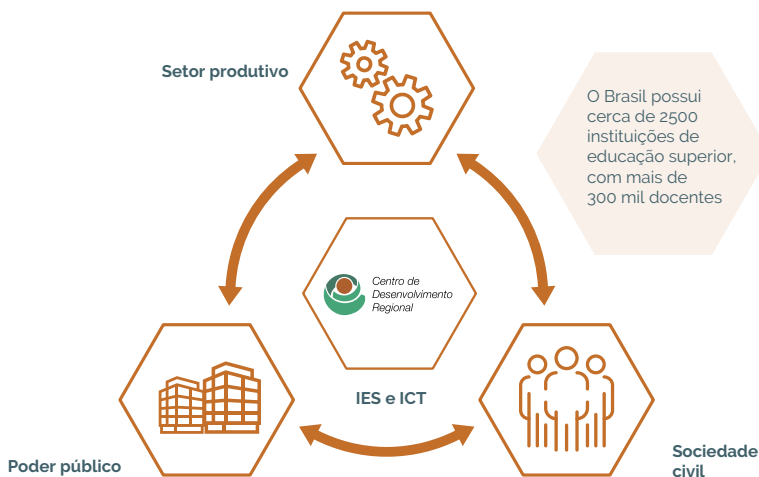 Setor produtivo
O Brasil possui
cerca de 2500
instituições de
educação superior,
com mais de
300 mil docentes
Centro de
Desenvolvimento
Regional
IES e ICT
Poder público
Sociedade
civil